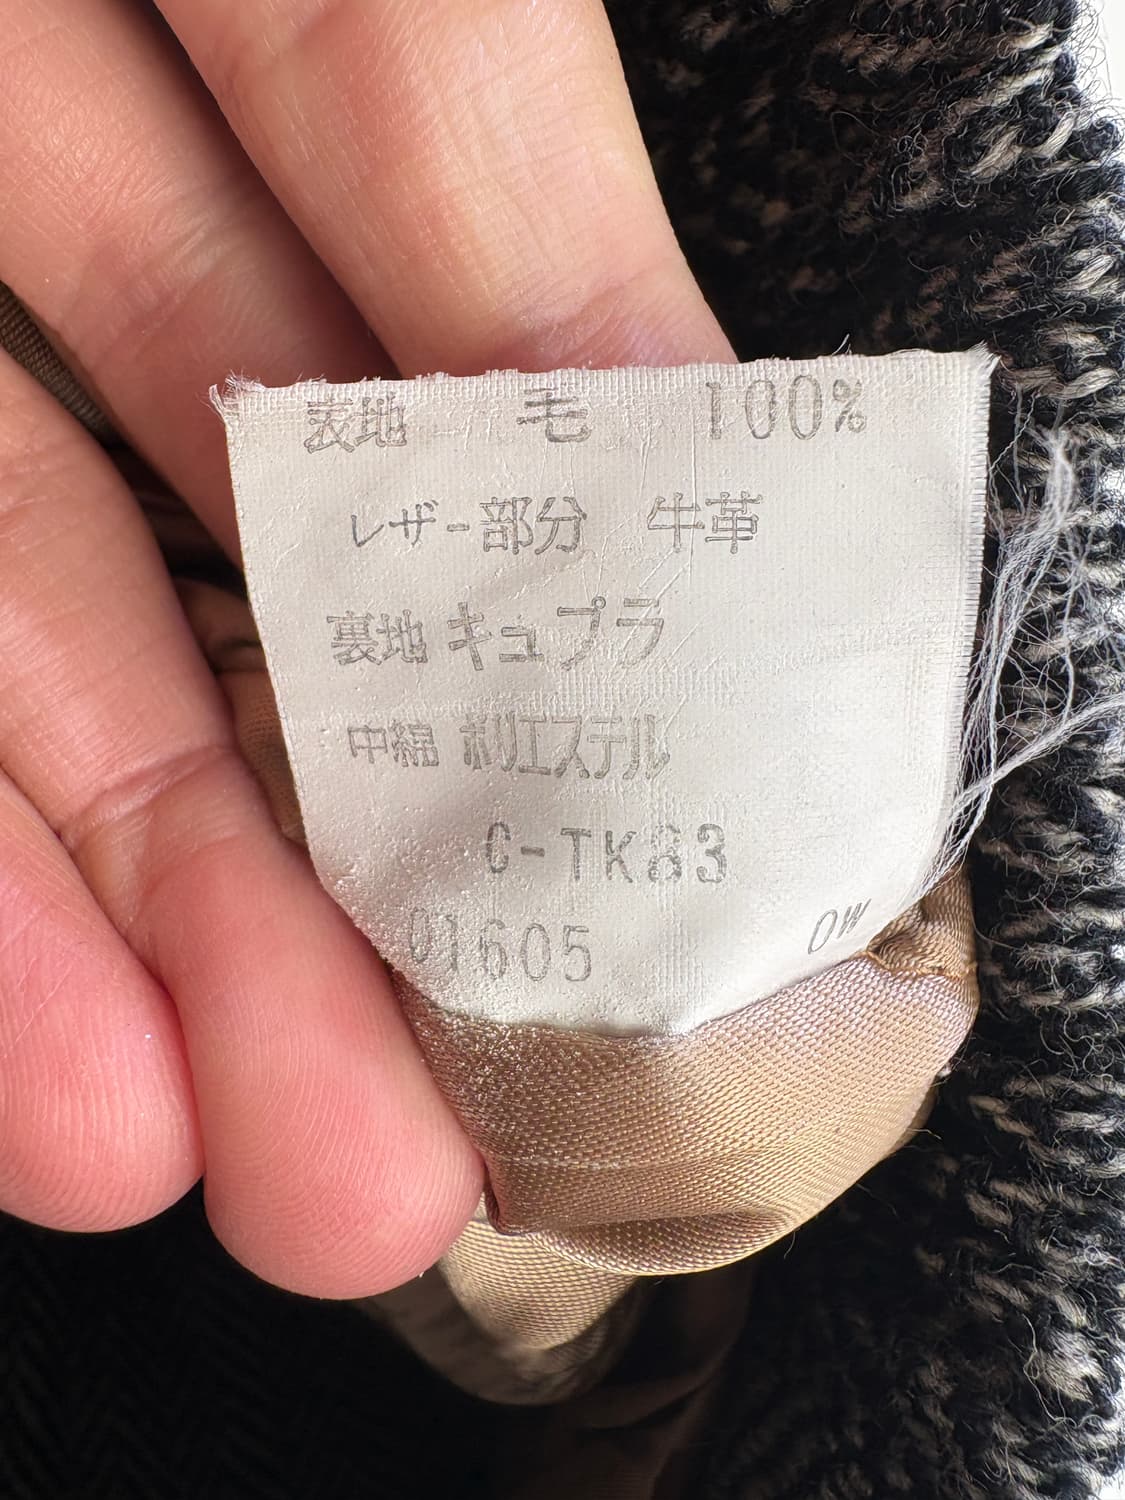 表地 毛 100%
レザー部分 牛革
裏地 キュプラ
中綿 ポリエステル
C-TK83
01605
OW